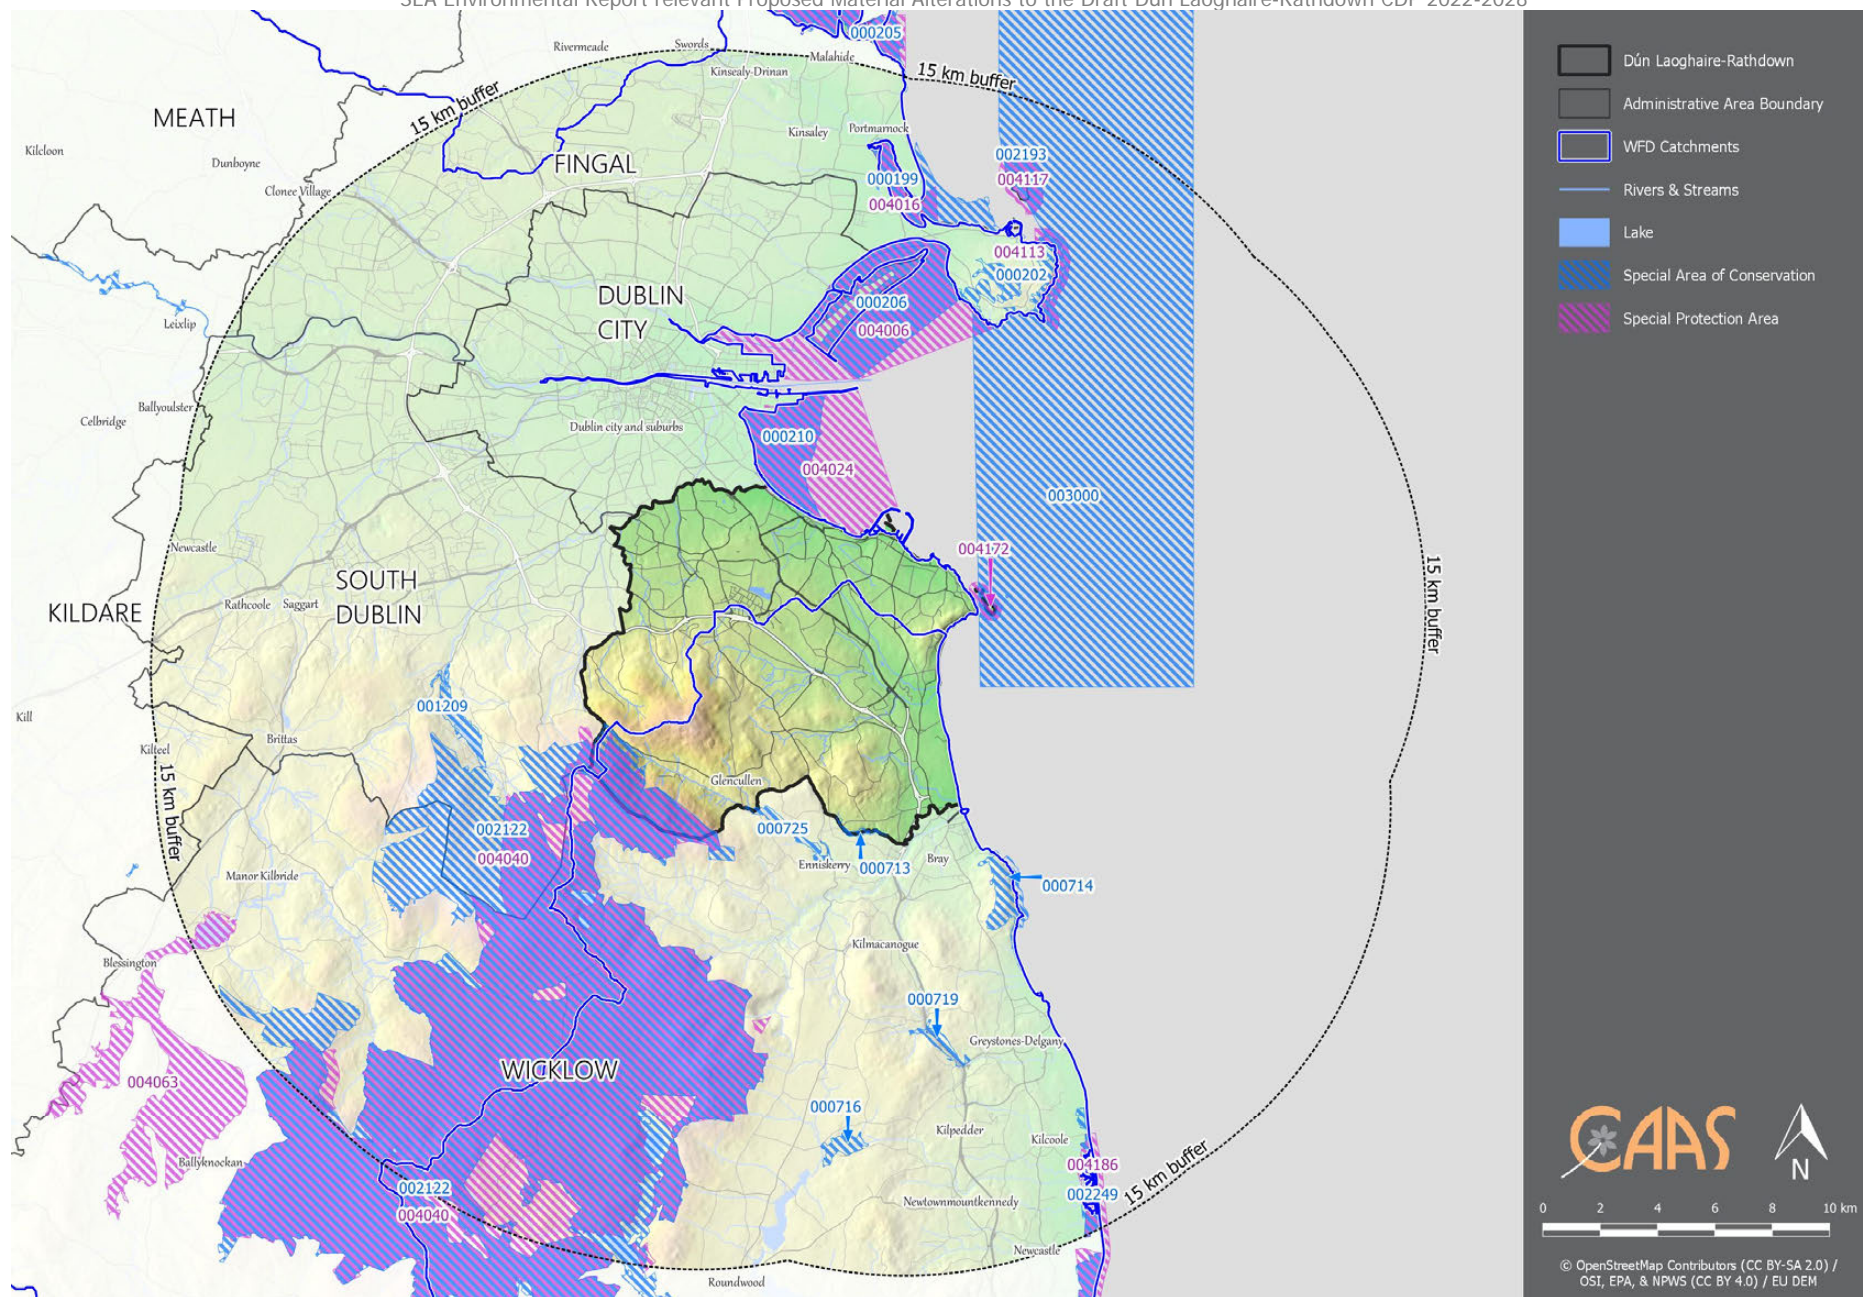 SEA Environmental Report relevant Proposed Material Alterations to the Draft Dún Laoghaire-Rathdown CDP 2022-2028
000205
Rivermeade
Swords
Malahide
Kinsealy-Drinan
15 km buffer
15 km buffer
MEATH
Kilcloon
Dunboyne
Clonee Village
FINGAL
Kinsaley
Portmarnock
002193
004117
000199
004016
004113
000202
DUBLIN
CITY
000206
004006
Leixlip
Ballyoulster
Celbridge
Dublin city and suburbs
000210
004024
003000
Newcastle
004172
SOUTH
DUBLIN
KILDARE
Rathcoole
Saggart
15 km buffer
001209
Kill
Kilteel
Brittas
15 km buffer
Glencullen
002122
004040
000725
Enniskerry
000713
Bray
000714
Manor Kilbride
Blessington
Kilmacanogue
000719
Greystones-Delgany
WICKLOW
004063
000716
Kilpedder
Kilcoole
Ballyknockan
004186
002249
15 km buffer
002122
004040
Newtownmountkennedy
Newcastle
Roundwood
Dún Laoghaire-Rathdown
Administrative Area Boundary
WFD Catchments
Rivers & Streams
Lake
Special Area of Conservation
Special Protection Area
CAAS
N
0 2 4 6 8 10 km
© OpenStreetMap Contributors (CC BY-SA 2.0) /
OSI, EPA, & NPWS (CC BY 4.0) / EU DEM